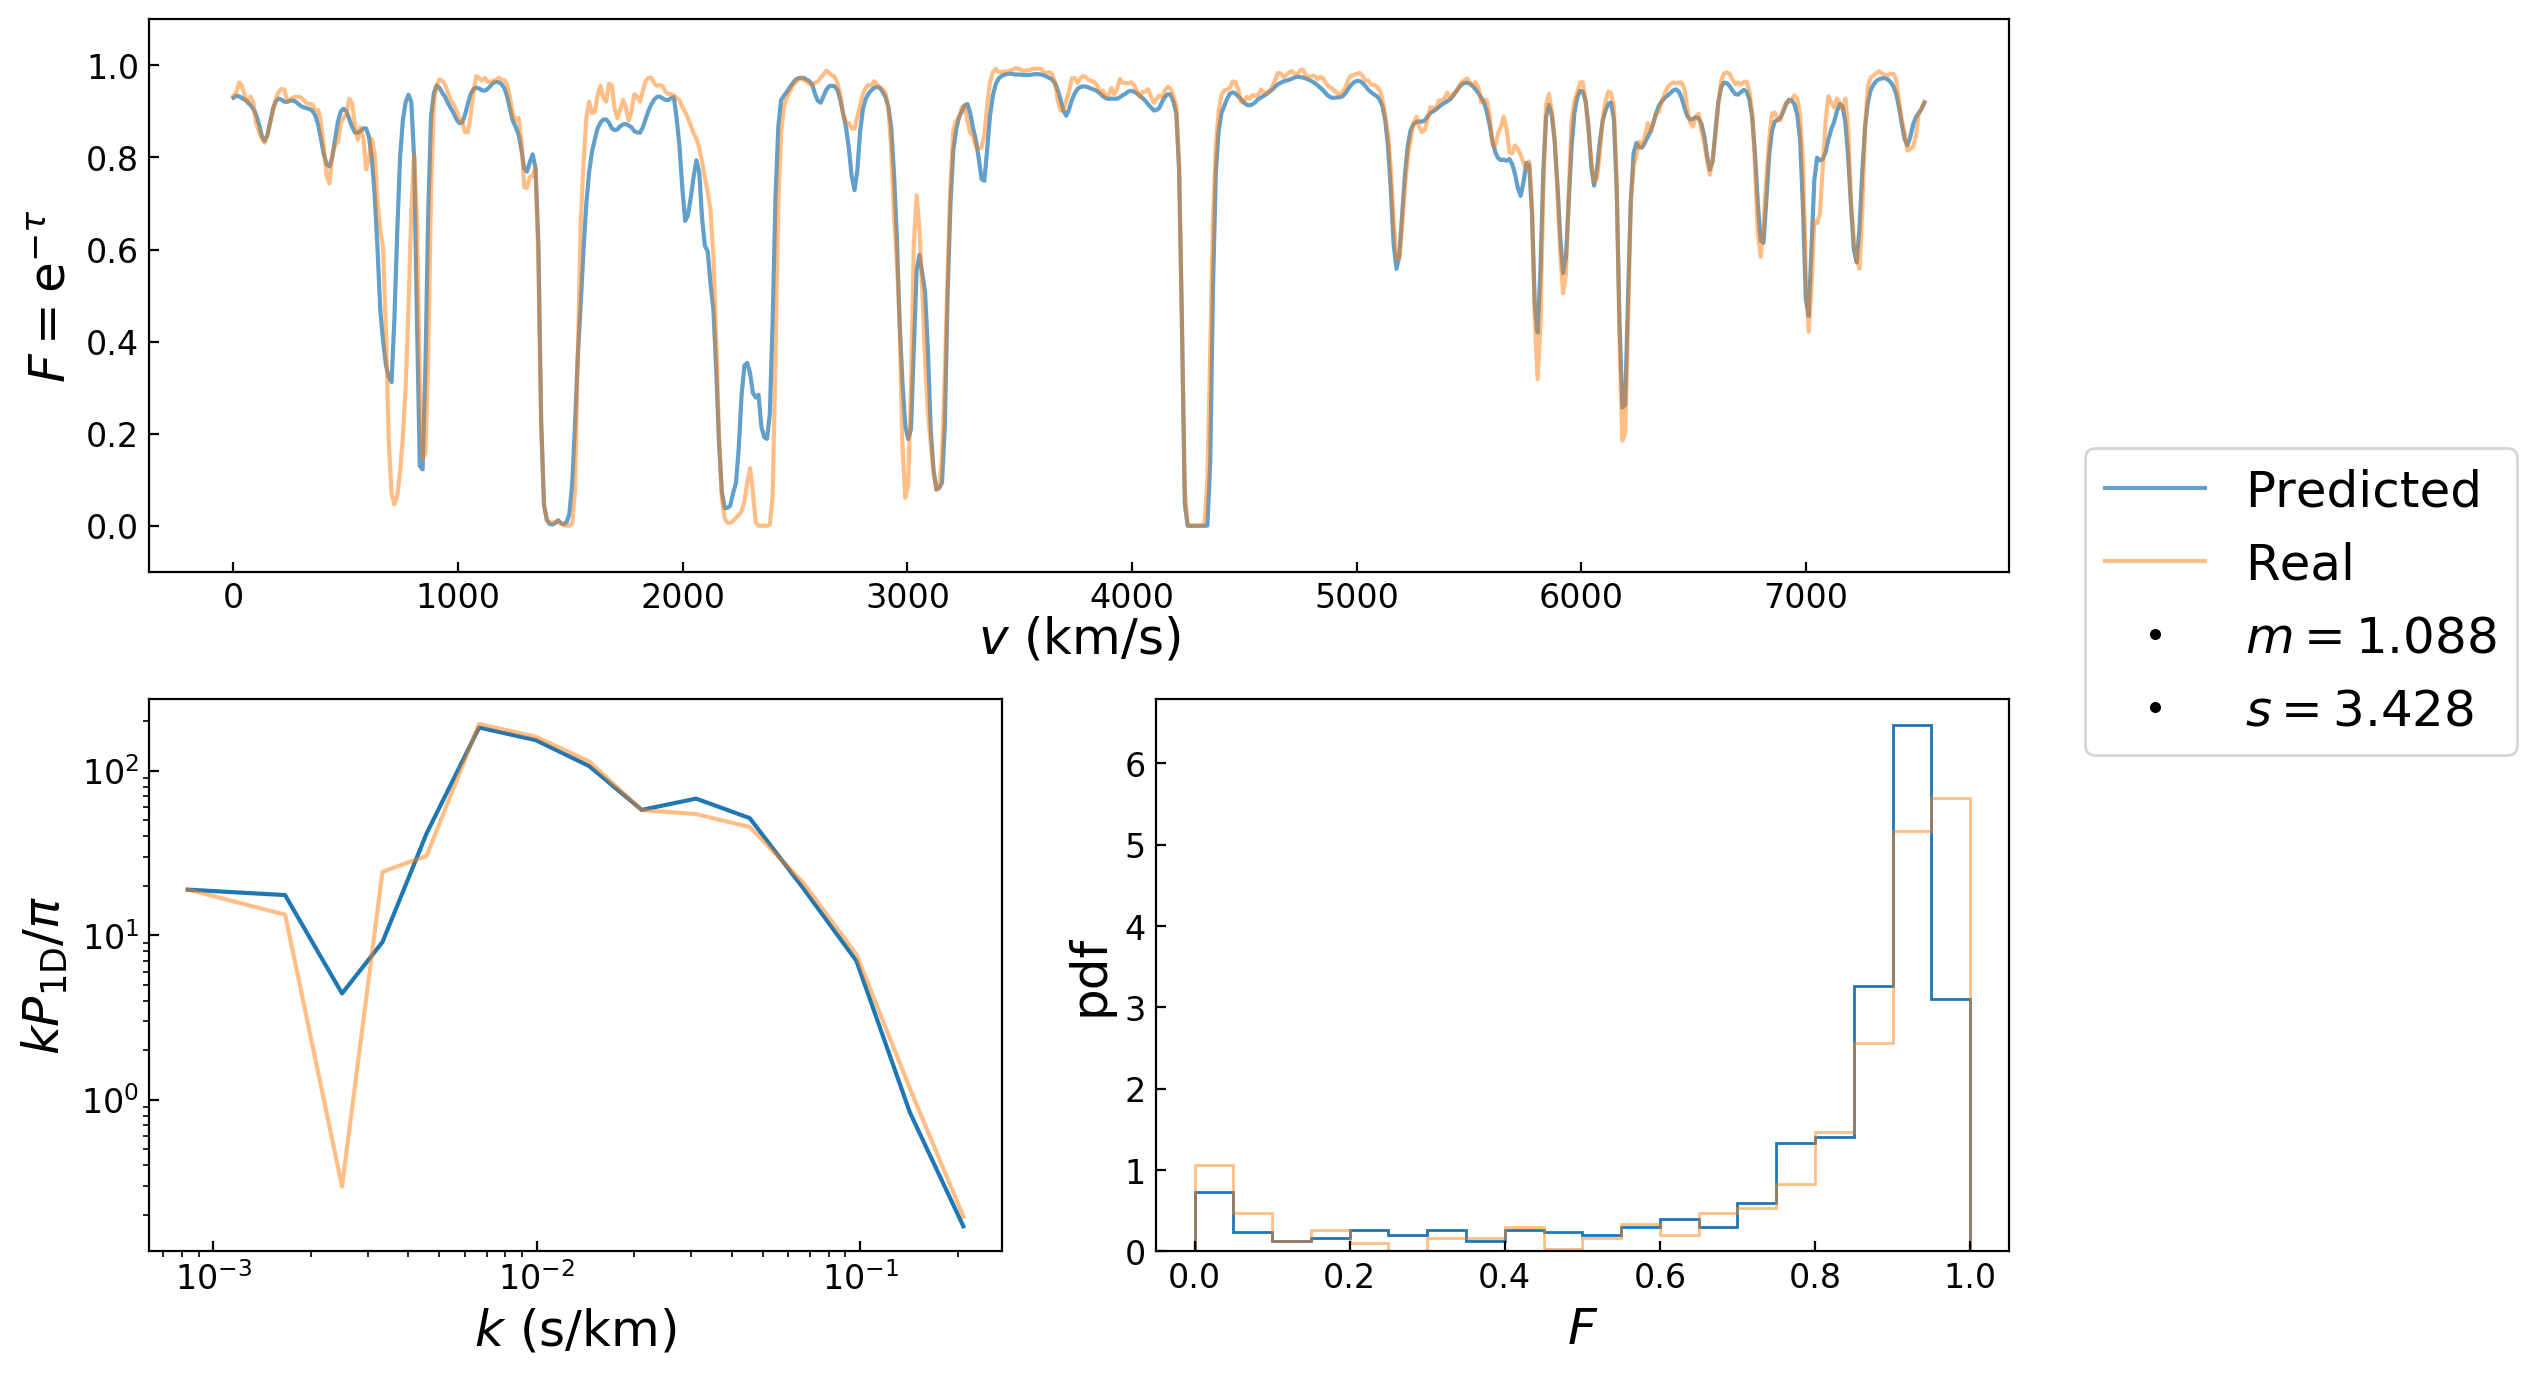 1.0
0.8
0.6
0.4
0.2
0.0
F = e^{−τ}
0 1000 2000 3000 4000 5000 6000 7000
v (km/s)
Predicted
Real
m = 1.088
s = 3.428
10^2
10^1
10^0
kP_{1D}/π
10^{−3} 10^{−2} 10^{−1}
k (s/km)
6
5
4
3
2
1
0
pdf
0.0 0.2 0.4 0.6 0.8 1.0
F